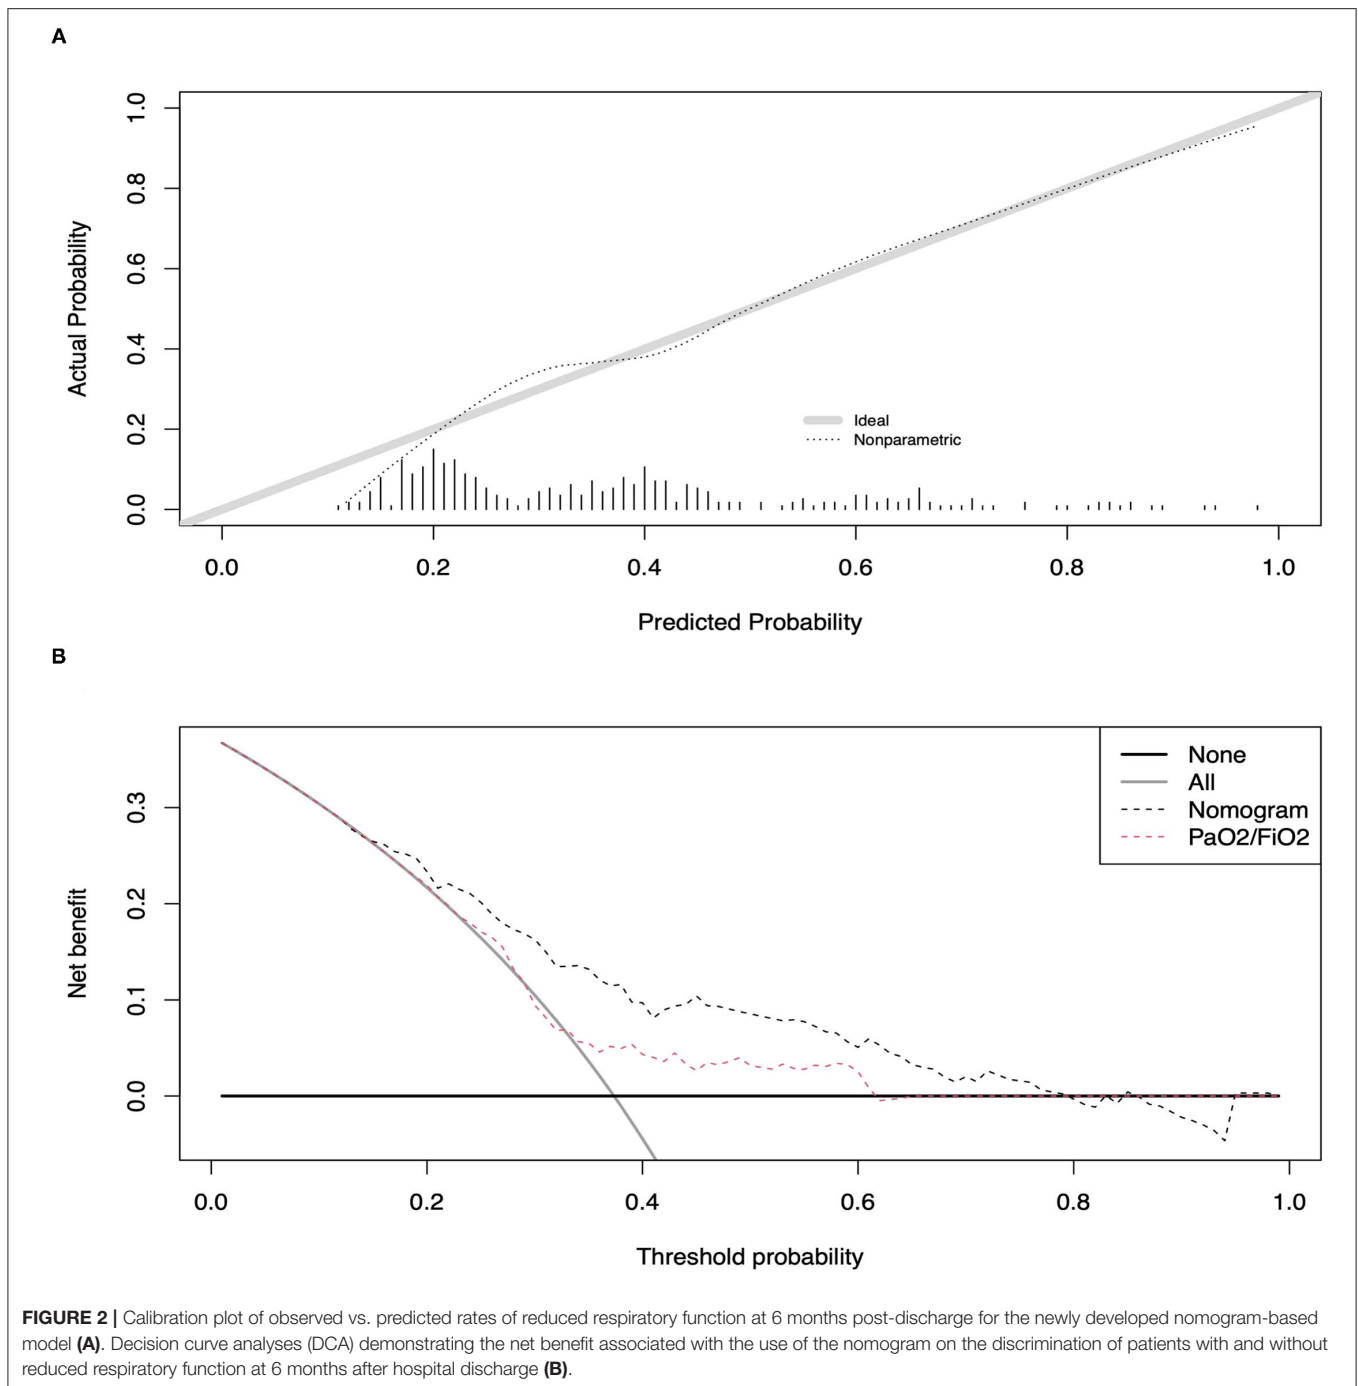 A
1.0
0.8
0.6
0.4
0.2
0.0
Actual Probability
Ideal
Nonparametric
0.0 0.2 0.4 0.6 0.8 1.0
Predicted Probability
B
0.3
0.2
0.1
0.0
Net benefit
None
All
Nomogram
PaO2/FiO2
0.0 0.2 0.4 0.6 0.8 1.0
Threshold probability
FIGURE 2 | Calibration plot of observed vs. predicted rates of reduced respiratory function at 6 months post-discharge for the newly developed nomogram-based
model (A). Decision curve analyses (DCA) demonstrating the net benefit associated with the use of the nomogram on the discrimination of patients with and without
reduced respiratory function at 6 months after hospital discharge (B).